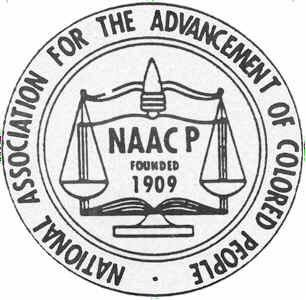 NATIONAL ASSOCIATION FOR THE ADVANCEMENT OF COLORED PEOPLE •
NAACP
FOUNDED
1909